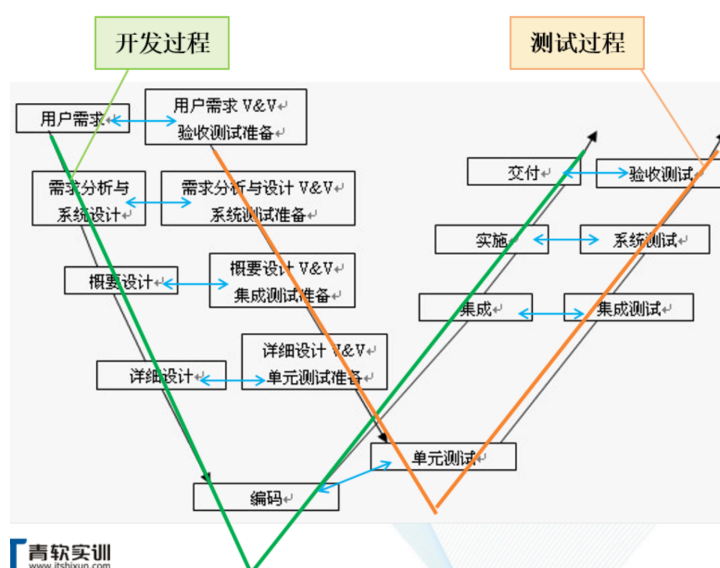 开发过程
测试过程
用户需求
用户需求 V&V
验收测试准备
交付
验收测试
需求分析与
系统设计
需求分析与设计 V&V
系统测试准备
实施
系统测试
概要设计
概要设计 V&V
集成测试准备
集成
集成测试
详细设计
详细设计 V&V
单元测试准备
单元测试
编码
青软实训
www.itshixun.com